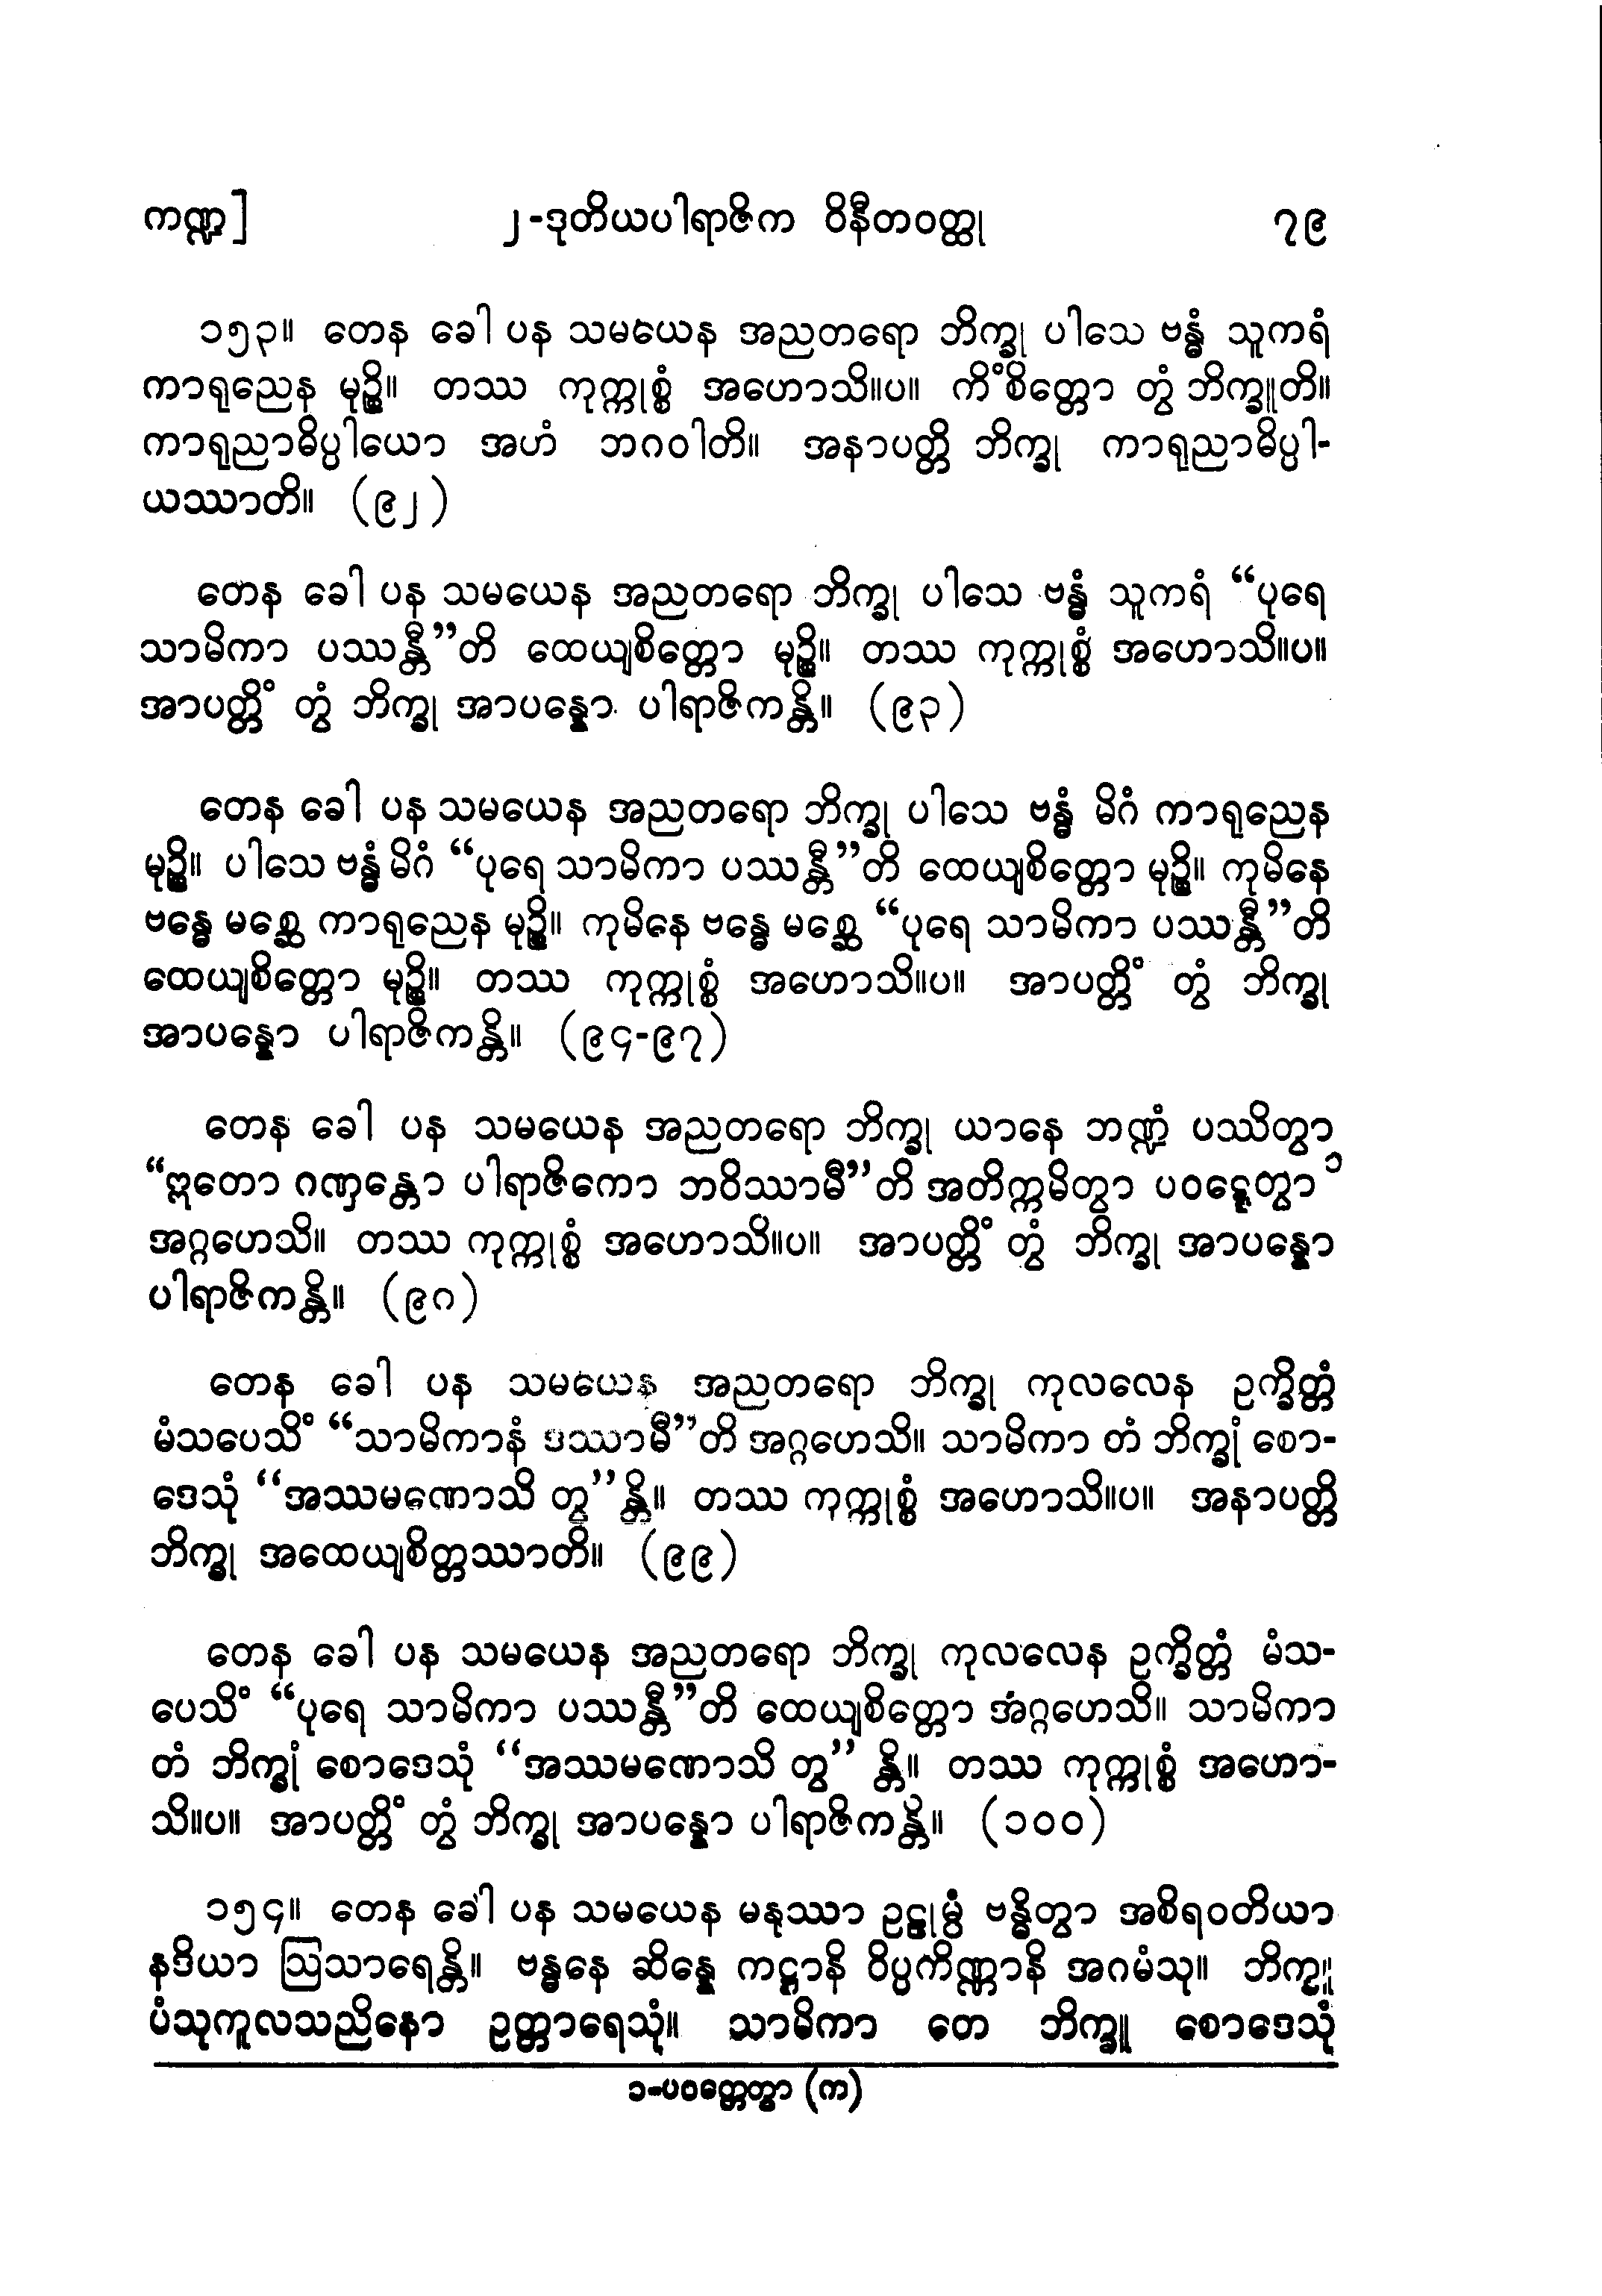 ကဏ္ဍ] ၂-ဒုတိယပါရာဇိက ဝိနီတဝတ္ထု ၇၉
၁၅၃။ တေန ခေါ ပန သမယေန အညတရော ဘိက္ခု ပါသေ ဗန္ဓံ သူကရံ
ကာရုညေန မုဉ္စိ။ တဿ ကုက္ကုစ္စံ အဟောသိ။ပ။ ကိံစိတ္တော တွံ ဘိက္ခူတိ။
ကာရုညာဓိပ္ပါယော အဟံ ဘဂဝါတိ။ အနာပတ္တိ ဘိက္ခု ကာရုညာဓိပ္ပါ-
ယဿာတိ။ (၉၂)
တေန ခေါ ပန သမယေန အညတရော ဘိက္ခု ပါသေ ဗန္ဓံ သူကရံ “ပုရေ
သာမိကာ ပဿန္တီ”တိ ထေယျစိတ္တော မုဉ္စိ။ တဿ ကုက္ကုစ္စံ အဟောသိ။ပ။
အာပတ္တိံ တွံ ဘိက္ခု အာပန္နော ပါရာဇိကန္တိ။ (၉၃)
တေန ခေါ ပန သမယေန အညတရော ဘိက္ခု ပါသေ ဗန္ဓံ မိဂံ ကာရုညေန
မုဉ္စိ။ ပါသေ ဗန္ဓံ မိဂံ “ပုရေ သာမိကာ ပဿန္တီ”တိ ထေယျစိတ္တော မုဉ္စိ။ ကုမိနေ
ဗန္ဓေ မစ္ဆေ ကာရုညေန မုဉ္စိ။ ကုမိနေ ဗန္ဓေ မစ္ဆေ “ပုရေ သာမိကာ ပဿန္တီ”တိ
ထေယျစိတ္တော မုဉ္စိ။ တဿ ကုက္ကုစ္စံ အဟောသိ။ပ။ အာပတ္တိံ တွံ ဘိက္ခု
အာပန္နော ပါရာဇိကန္တိ။ (၉၄-၉၇)
တေန ခေါ ပန သမယေန အညတရော ဘိက္ခု ယာနေ ဘဏ္ဍံ ပဿိတွာ
“ဣတော ဂဏှန္တော ပါရာဇိကော ဘဝိဿာမီ”တိ အတိက္ကမိတွာ ပဝဋ္ဋေတွာ ၁
အဂ္ဂဟေသိ။ တဿ ကုက္ကုစ္စံ အဟောသိ။ပ။ အာပတ္တိံ တွံ ဘိက္ခု အာပန္နော
ပါရာဇိကန္တိ။ (၉၈)
တေန ခေါ ပန သမယေန အညတရော ဘိက္ခု ကုလလေန ဥက္ခိတ္တံ
မံသပေသိံ “သာမိကာနံ ဒဿာမီ”တိ အဂ္ဂဟေသိ။ သာမိကာ တံ ဘိက္ခုံ စော-
ဒေသုံ “အဿမဏောသိ တွ”န္တိ။ တဿ ကုက္ကုစ္စံ အဟောသိ။ပ။ အနာပတ္တိ
ဘိက္ခု အထေယျစိတ္တဿာတိ။ (၉၉)
တေန ခေါ ပန သမယေန အညတရော ဘိက္ခု ကုလလေန ဥက္ခိတ္တံ မံသ-
ပေသိံ “ပုရေ သာမိကာ ပဿန္တီ”တိ ထေယျစိတ္တော အဂ္ဂဟေသိ။ သာမိကာ
တံ ဘိက္ခုံ စောဒေသုံ “အဿမဏောသိ တွ” န္တိ။ တဿ ကုက္ကုစ္စံ အဟော-
သိ။ပ။ အာပတ္တိံ တွံ ဘိက္ခု အာပန္နော ပါရာဇိကန္တိ။ (၁၀၀)
၁၅၄။ တေန ခေါ ပန သမယေန မနုဿာ ဥဠုမ္ပံ ဗန္ဓိတွာ အစိရဝတိယာ
နဒိယာ ဩသာရေန္တိ။ ဗန္ဓနေ ဆိန္နေ ကဋ္ဌာနိ ဝိပ္ပကိဏ္ဏာနိ အဂမံသု။ ဘိက္ခူ
ပံသုကူလသညိနော ဥတ္တာရေသုံ။ သာမိကာ တေ ဘိက္ခူ စောဒေသုံ
၁-ပဝတ္တေတွာ (က)